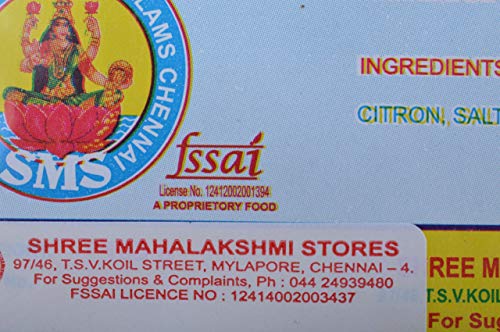 LAMS CHENNAI
SMS
fssai
License No. 12412002001394
A PROPRIETORY FOOD
INGREDIENTS
CITRON, SALT
SHREE MAHALAKSHMI STORES
97/46, T.S.V.KOIL STREET, MYLAPORE, CHENNAI – 4.
For Suggestions & Complaints, Ph : 044 24939480
FSSAI LICENCE NO : 12414002003437
REE M
T.S.V.KOIL
For Sug